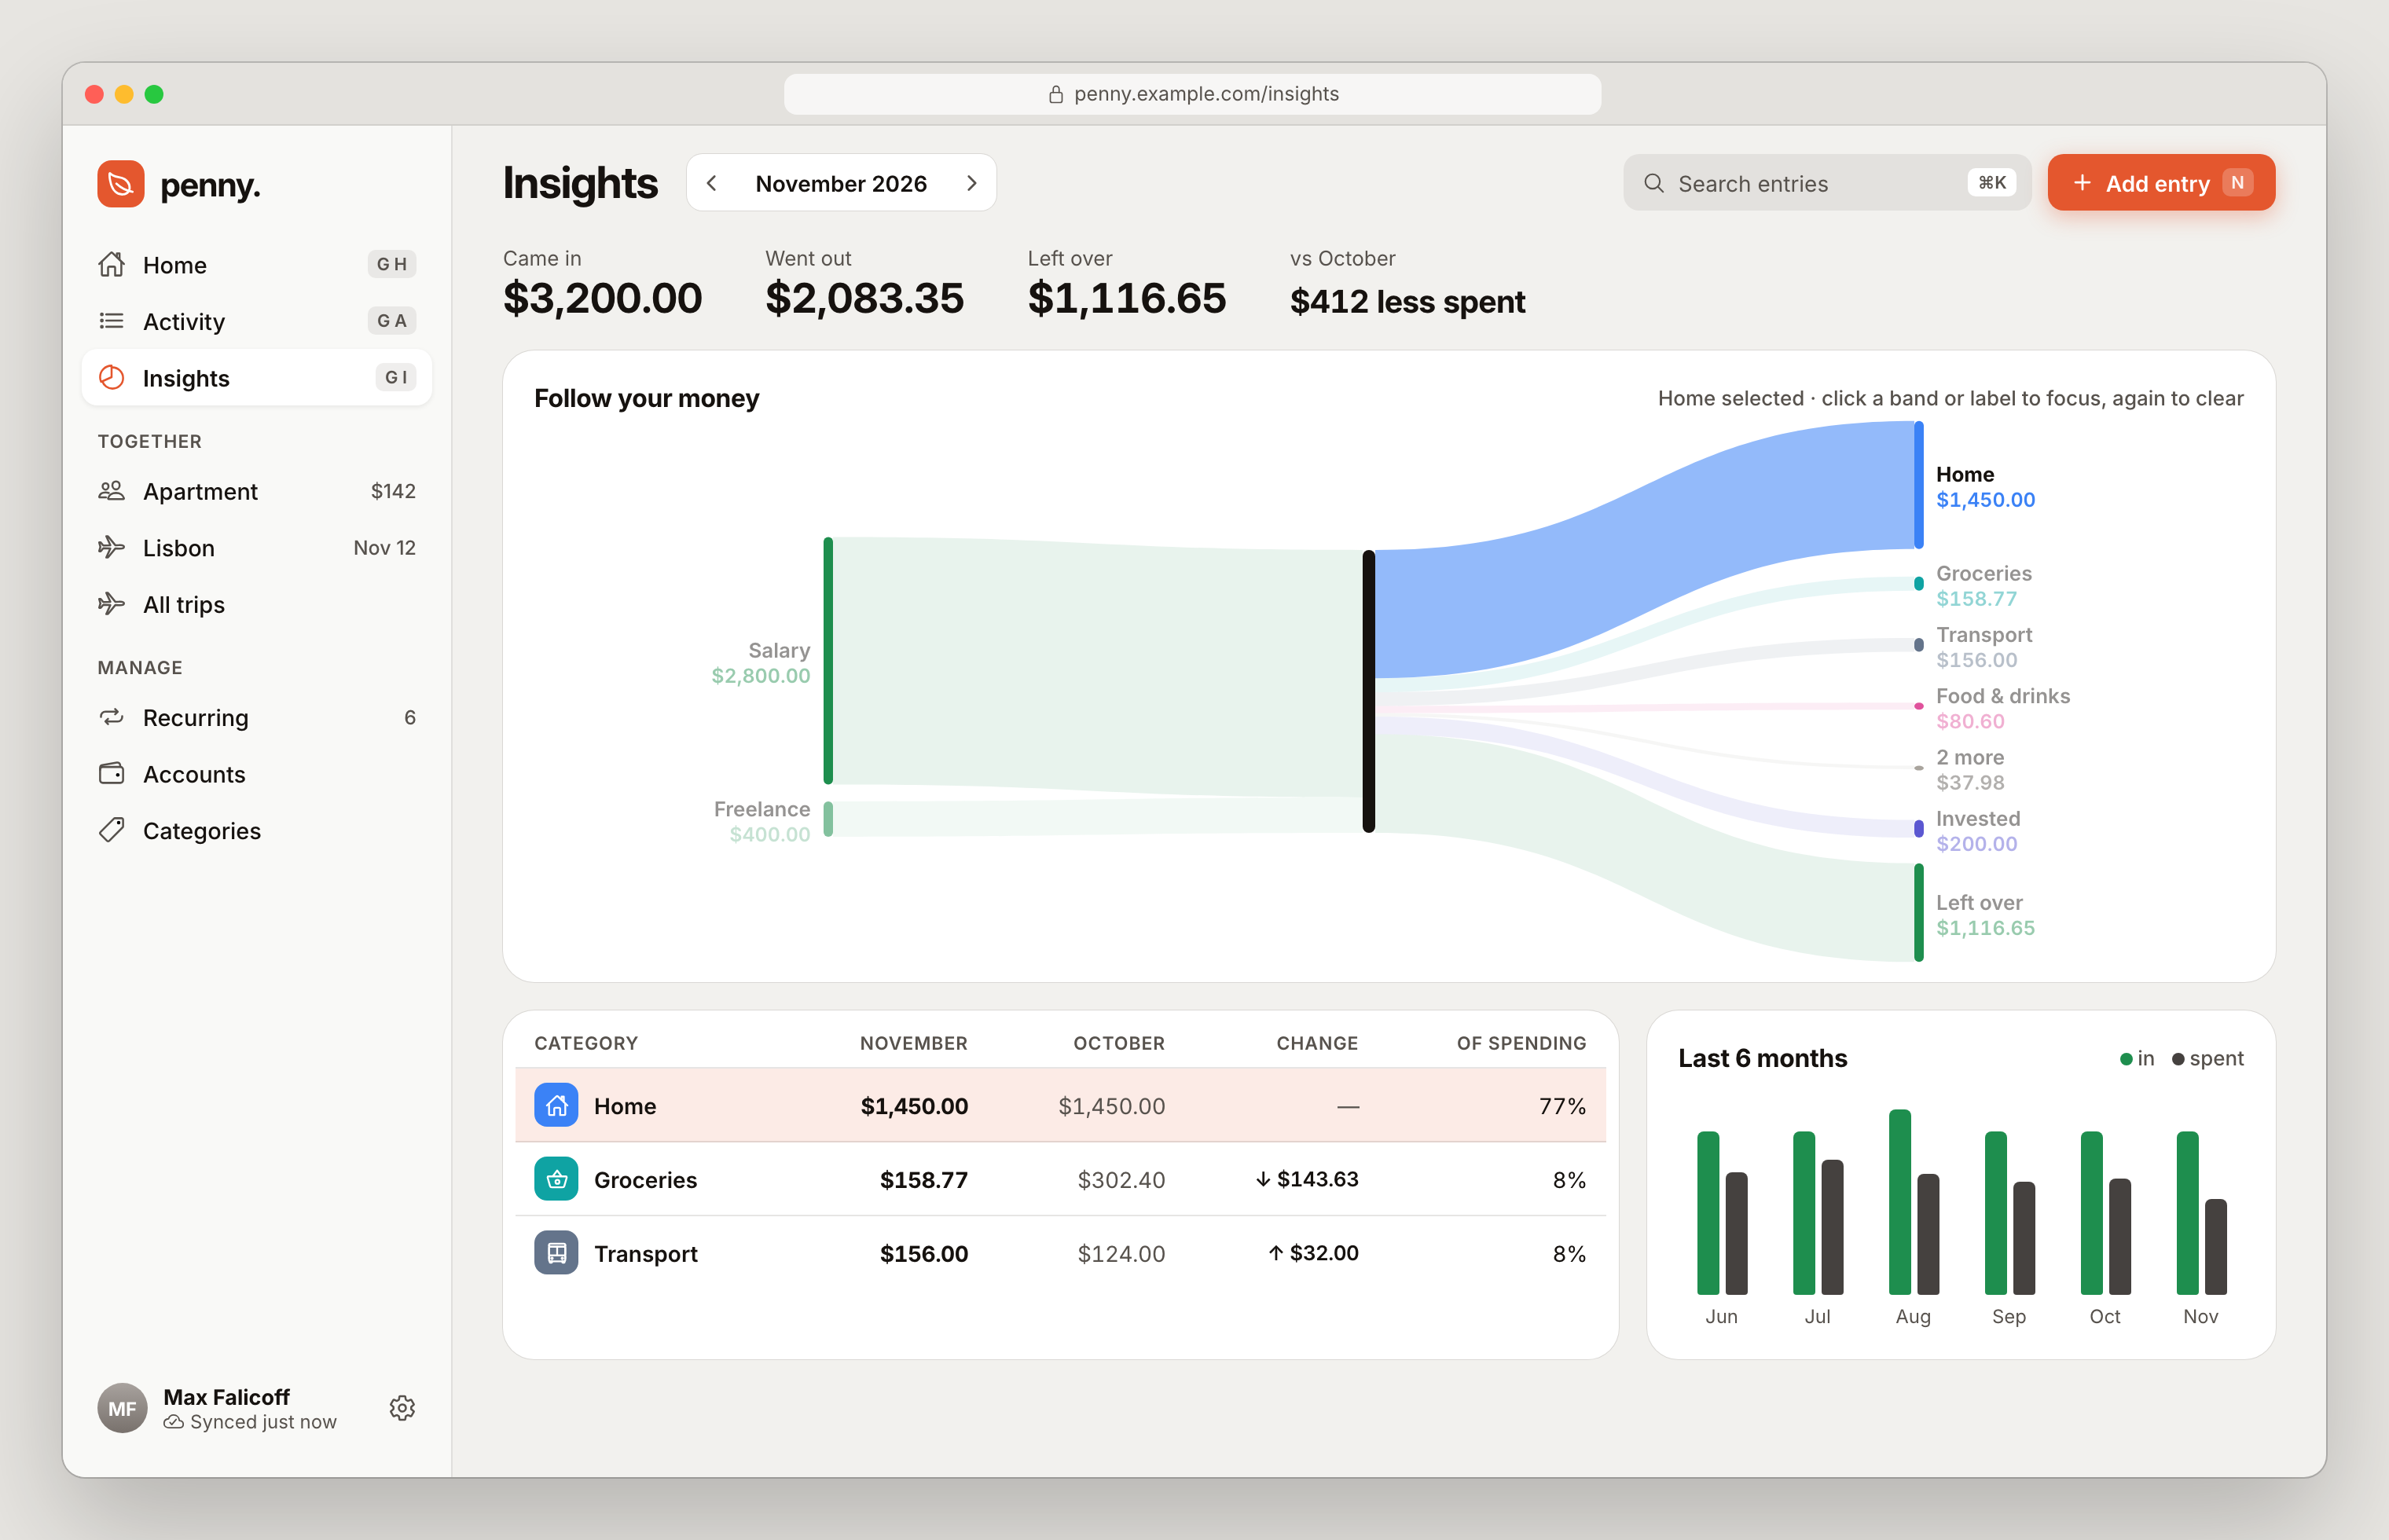 penny.example.com/insights
penny.
Home G H
Activity G A
Insights G I
TOGETHER
Apartment $142
Lisbon Nov 12
All trips
MANAGE
Recurring 6
Accounts
Categories
MF
Max Falicoff
Synced just now
Insights
November 2026
Search entries ⌘K
+ Add entry N
Came in
$3,200.00
Went out
$2,083.35
Left over
$1,116.65
vs October
$412 less spent
Follow your money
Home selected · click a band or label to focus, again to clear
Salary
$2,800.00
Freelance
$400.00
Home
$1,450.00
Groceries
$158.77
Transport
$156.00
Food & drinks
$80.60
2 more
$37.98
Invested
$200.00
Left over
$1,116.65
CATEGORY NOVEMBER OCTOBER CHANGE OF SPENDING
Home $1,450.00 $1,450.00 — 77%
Groceries $158.77 $302.40 ↓ $143.63 8%
Transport $156.00 $124.00 ↑ $32.00 8%
Last 6 months
in spent
Jun Jul Aug Sep Oct Nov